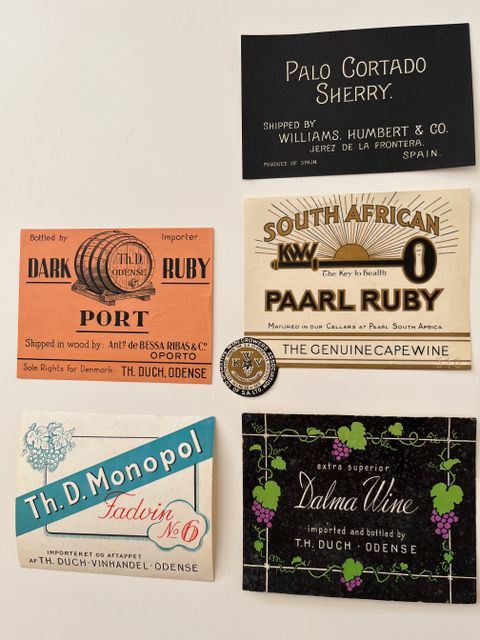 PALO CORTADO
SHERRY.
SHIPPED BY
WILLIAMS, HUMBERT & CO.
JEREZ DE LA FRONTERA.
SPAIN.
PRODUCE OF SPAIN.
Bottled by Importer.
Th.D.
ODENSE
DARK RUBY
PORT
Shipped in wood by: Antº. de BESSA RIBAS & Cº
OPORTO
Sole Rights for Denmark: TH. DUCH, ODENSE
SOUTH AFRICAN
KWV
The Key to Health
PAARL RUBY
MATURED IN OUR CELLARS AT PAARL SOUTH AFRICA
THE GENUINE CAPE WINE
KWV
Th. D. Monopol
Fadvin
No 6
IMPORTERET OG AFTAPPET
AF TH. DUCH · VINHANDEL · ODENSE
extra superior
Dalma Wine
imported and bottled by
T.H. DUCH · ODENSE